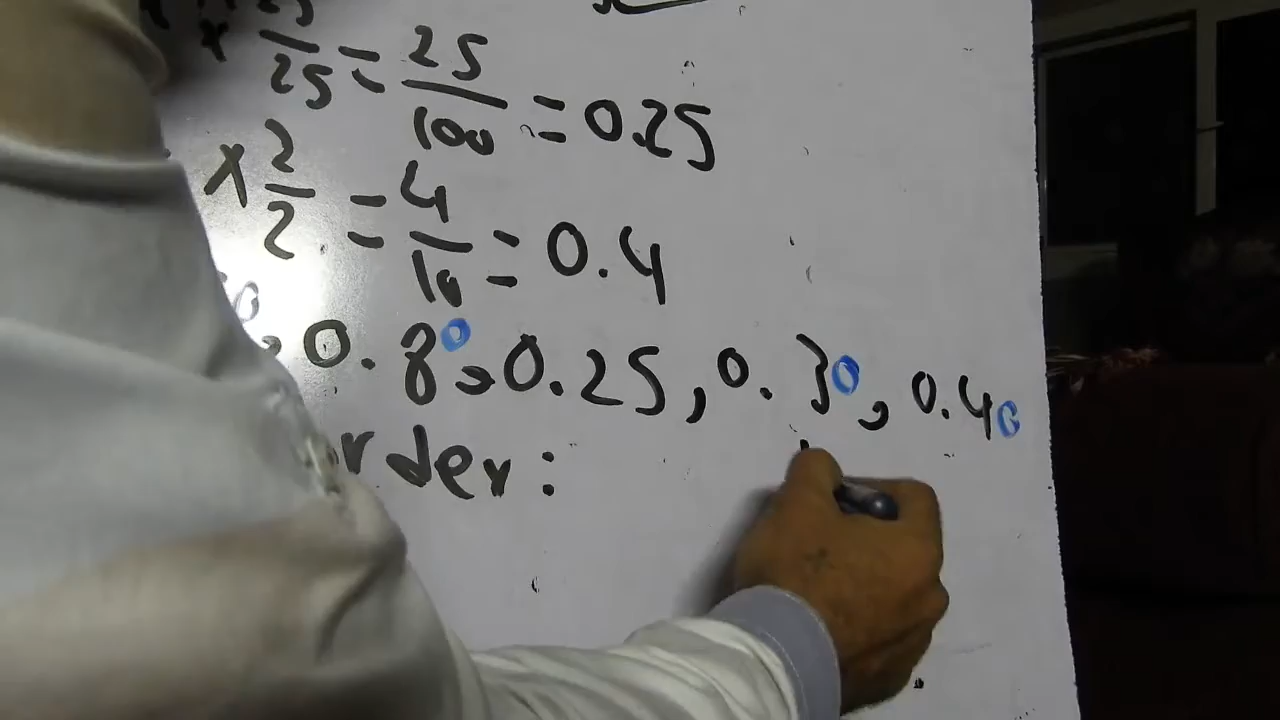 × 25/25 = 25/100 = 0.25
× 2/2 = 4/10 = 0.4
0.80, 0.25, 0.30, 0.40
rder: